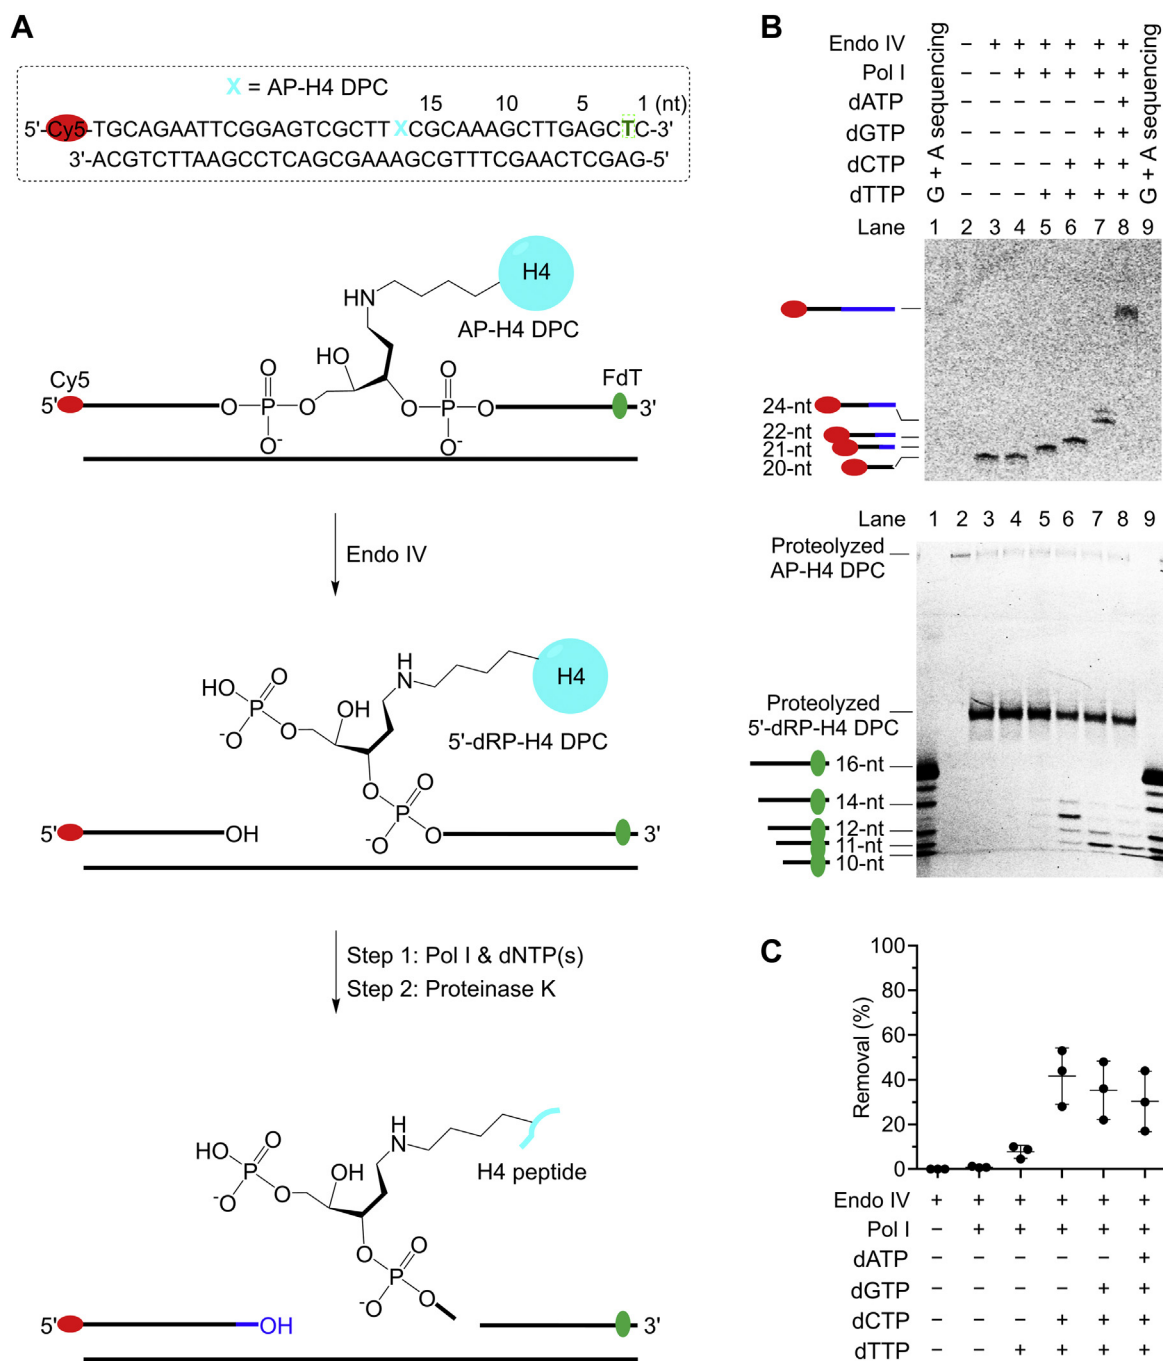 A
X = AP-H4 DPC
15 10 5 1 (nt)
5'-Cy5-TGCAGAATTCGGAGTCGCTTXCGCAAAGCTTGAGCTC-3'
3'-ACGTCTTAAGCCTCAGCGAAAGCGTTTCGAACTCGAG-5'
H4
HN
AP-H4 DPC
HO
O
O
Cy5
FdT
5'
O-P-O
O-P-O
3'
O-
O-
Endo IV
H
N
H4
HO
O
P
-O
O
OH
5'-dRP-H4 DPC
O
O
P
-O
O
5'
OH
3'
Step 1: Pol I & dNTP(s)
Step 2: Proteinase K
H
N
HO
O
P
-O
O
OH
H4 peptide
O
O
P
-O
O
5'
OH
3'
B
Endo IV − + + + + + +
Pol I − − + + + + +
dATP − − − − − − +
dGTP − − − − − + +
dCTP − − − − + + +
dTTP − − − + + + +
G + A sequencing
G + A sequencing
Lane 1 2 3 4 5 6 7 8 9
24-nt
22-nt
21-nt
20-nt
Lane 1 2 3 4 5 6 7 8 9
Proteolyzed
AP-H4 DPC
Proteolyzed
5'-dRP-H4 DPC
16-nt
14-nt
12-nt
11-nt
10-nt
C
Removal (%)
100
80
60
40
20
0
Endo IV + + + + + +
Pol I − + + + + +
dATP − − − − − +
dGTP − − − − + +
dCTP − − − + + +
dTTP − − + + + +